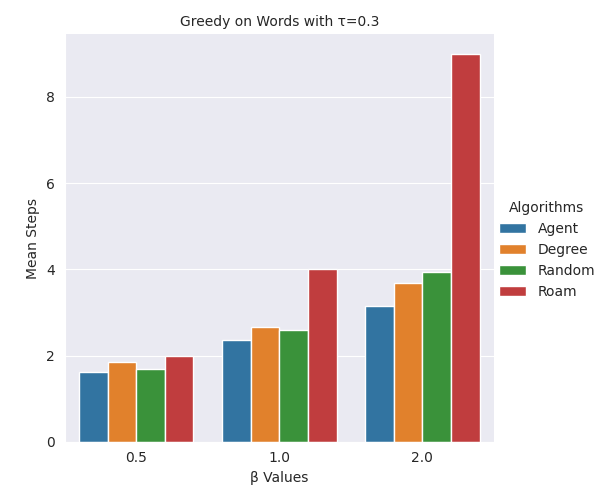 Greedy on Words with τ=0.3
Mean Steps
8
6
4
2
0
0.5 1.0 2.0
β Values
Algorithms
Agent
Degree
Random
Roam